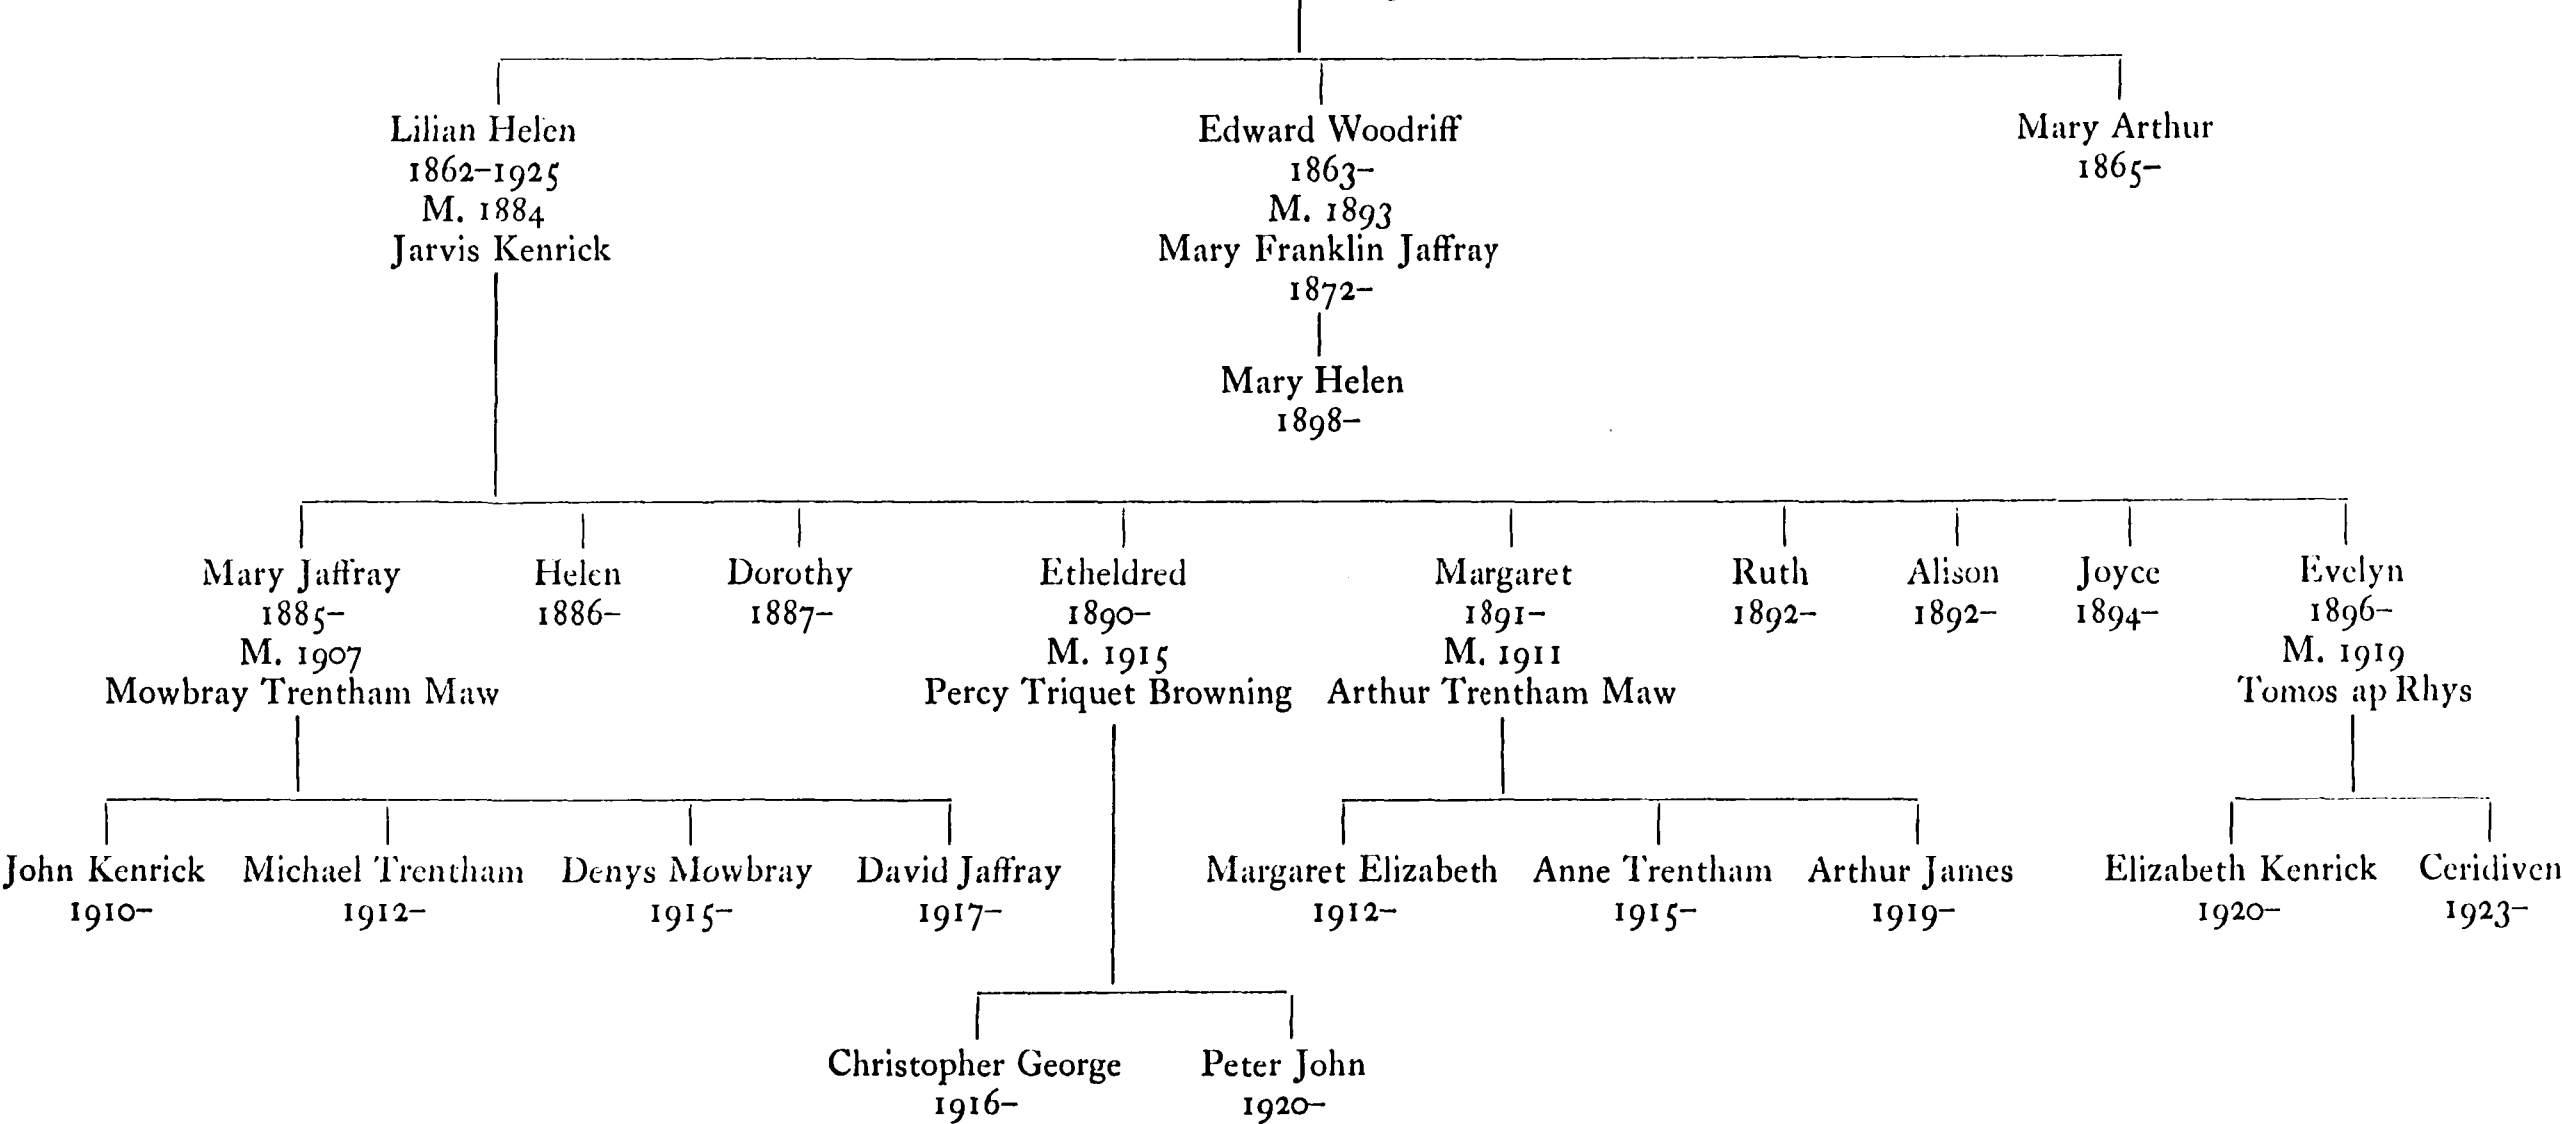 Lilian Helen
1862–1925
M. 1884
Jarvis Kenrick
Edward Woodriff
1863–
M. 1893
Mary Franklin Jaffray
1872–
Mary Helen
1898–
Mary Arthur
1865–
Mary Jaffray
1885–
M. 1907
Mowbray Trentham Maw
Helen
1886–
Dorothy
1887–
Etheldred
1890–
M. 1915
Percy Triquet Browning
Margaret
1891–
M. 1911
Arthur Trentham Maw
Ruth
1892–
Alison
1892–
Joyce
1894–
Evelyn
1896–
M. 1919
Tomos ap Rhys
John Kenrick
1910–
Michael Trentham
1912–
Denys Mowbray
1915–
David Jaffray
1917–
Margaret Elizabeth
1912–
Anne Trentham
1915–
Arthur James
1919–
Elizabeth Kenrick
1920–
Ceridiven
1923–
Christopher George
1916–
Peter John
1920–